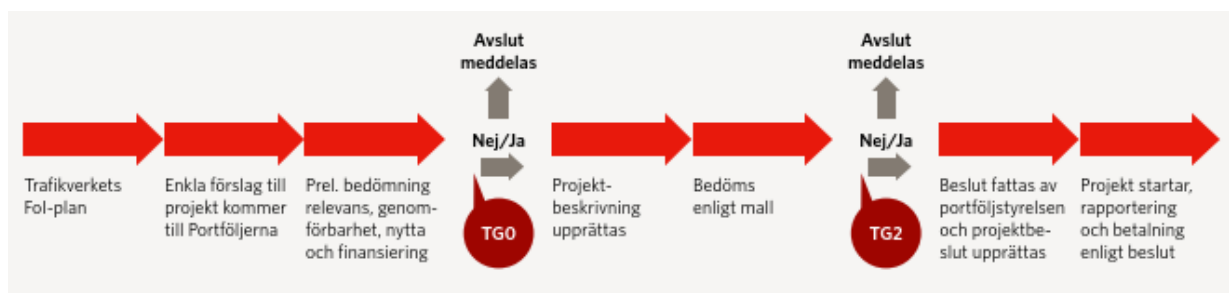 Trafikverkets
FoI-plan
Enkla förslag till
projekt kommer
till Portföljerna
Prel. bedömning
relevans, genom-
förbarhet, nytta
och finansiering
Avslut
meddelas
Nej/Ja
TG0
Projekt-
beskrivning
upprättas
Bedöms
enligt mall
Avslut
meddelas
Nej/Ja
TG2
Beslut fattas av
portföljstyrelsen
och projektbe-
slut upprättas
Projekt startar,
rapportering
och betalning
enligt beslut